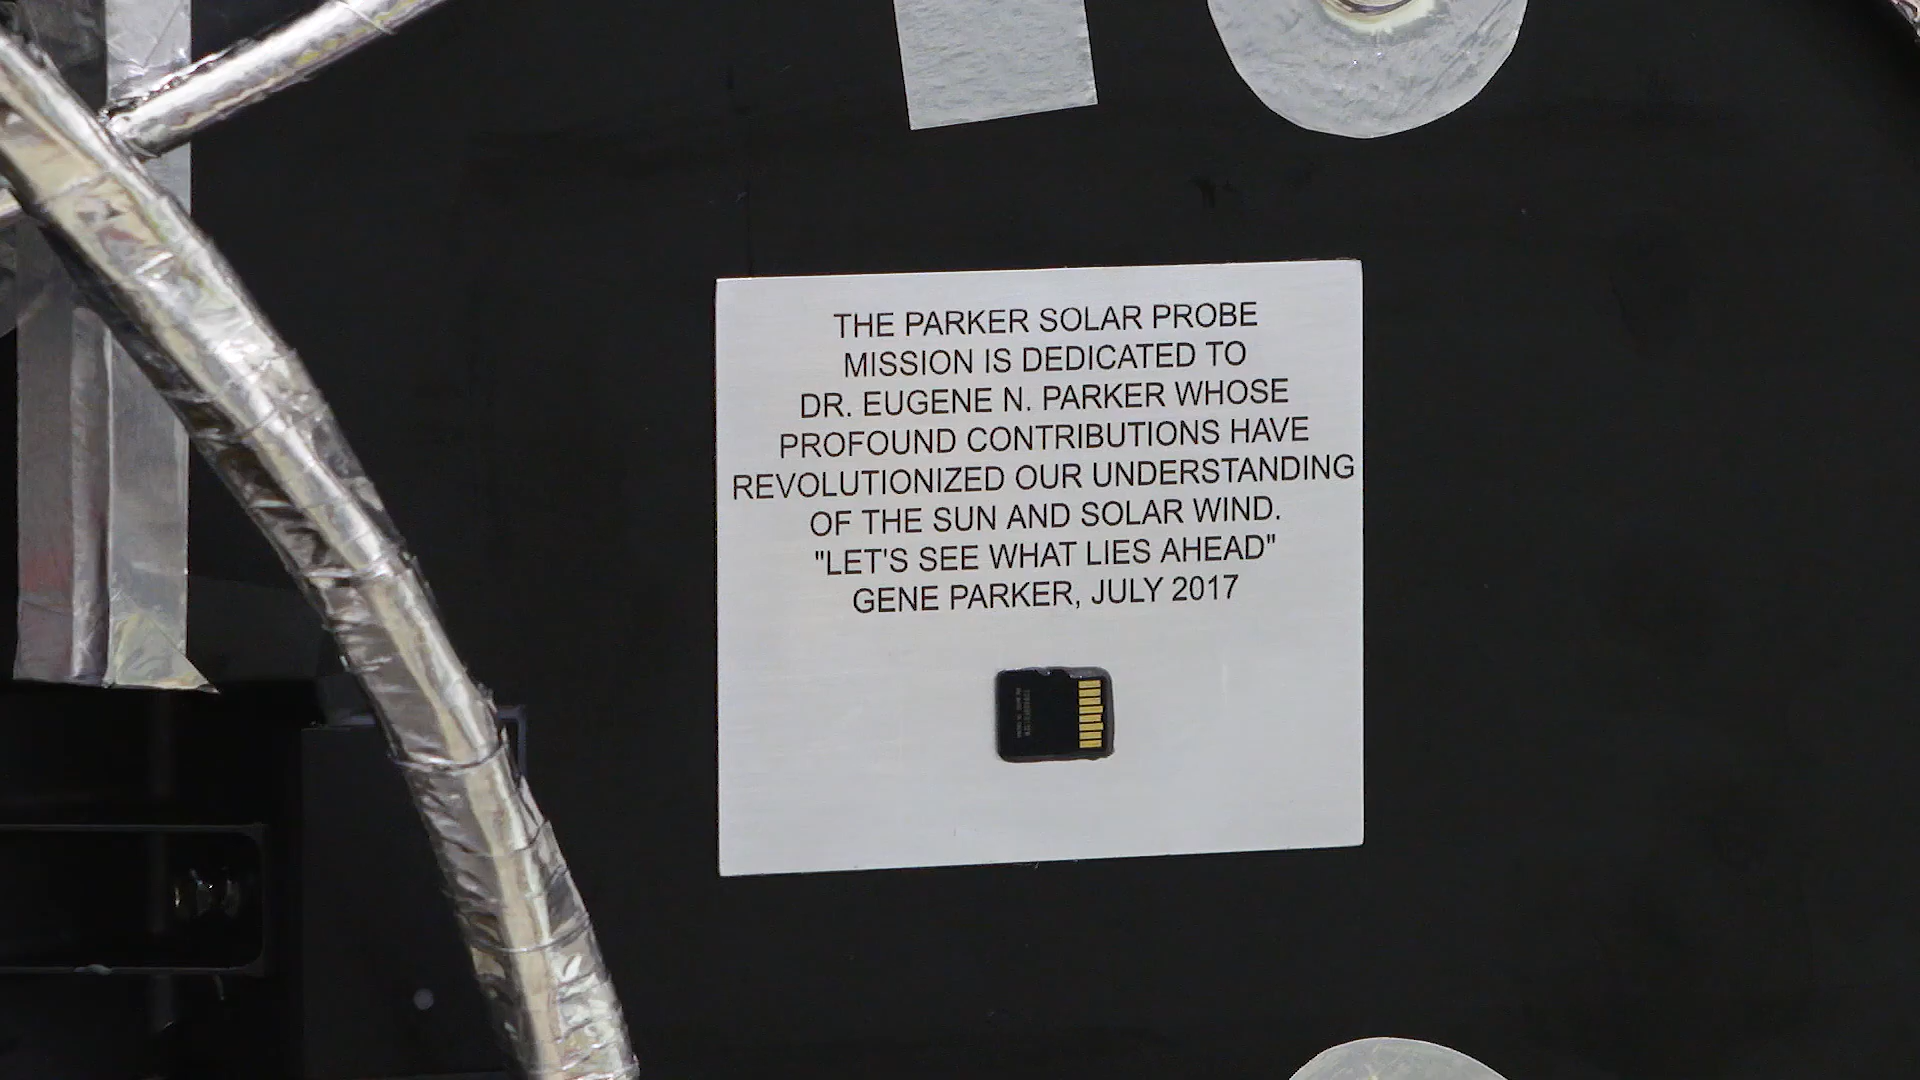 THE PARKER SOLAR PROBE
MISSION IS DEDICATED TO
DR. EUGENE N. PARKER WHOSE
PROFOUND CONTRIBUTIONS HAVE
REVOLUTIONIZED OUR UNDERSTANDING
OF THE SUN AND SOLAR WIND.
"LET'S SEE WHAT LIES AHEAD"
GENE PARKER, JULY 2017